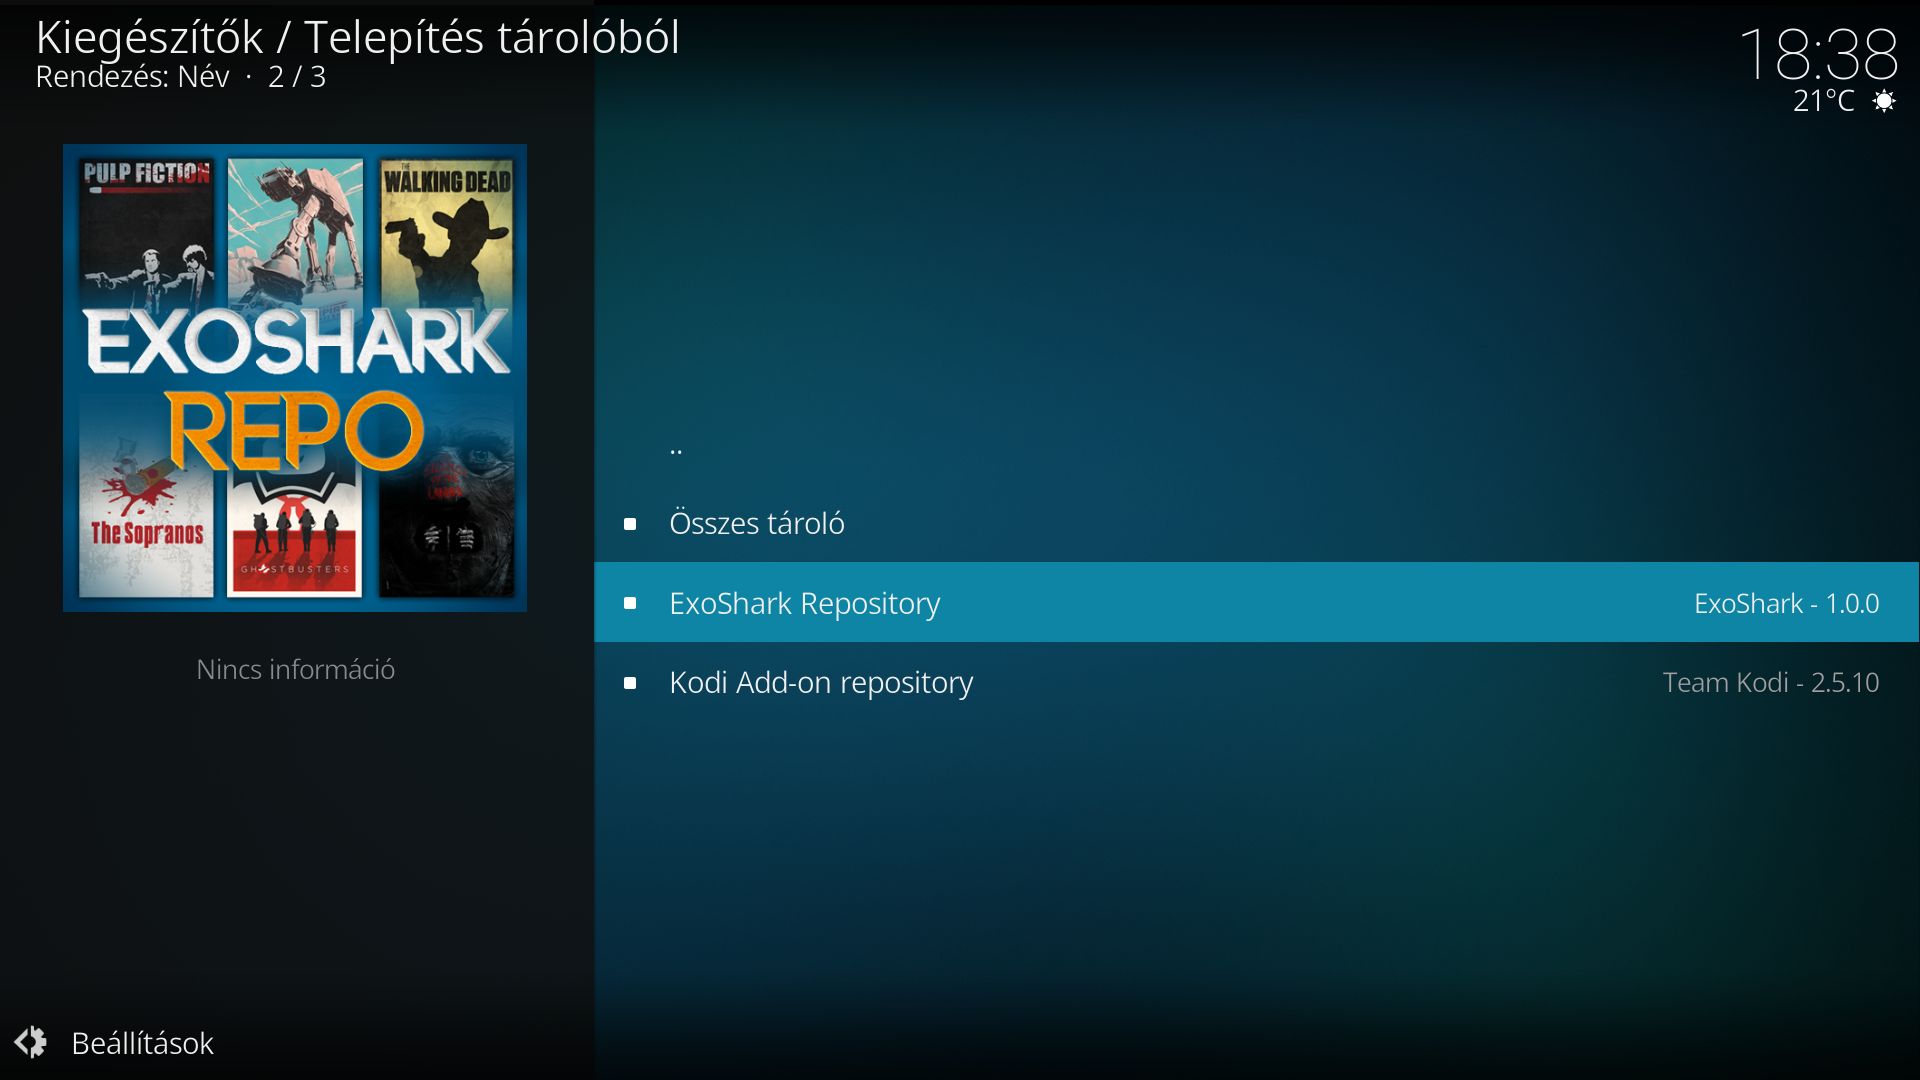 Kiegészítők / Telepítés tárolóból
Rendezés: Név · 2 / 3
18:38
21°C
PULP FICTION
THE
WALKING DEAD
EXOSHARK
REPO
The Sopranos
GHOSTBUSTERS
Nincs információ
..
Összes tároló
ExoShark Repository ExoShark - 1.0.0
Kodi Add-on repository Team Kodi - 2.5.10
Beállítások